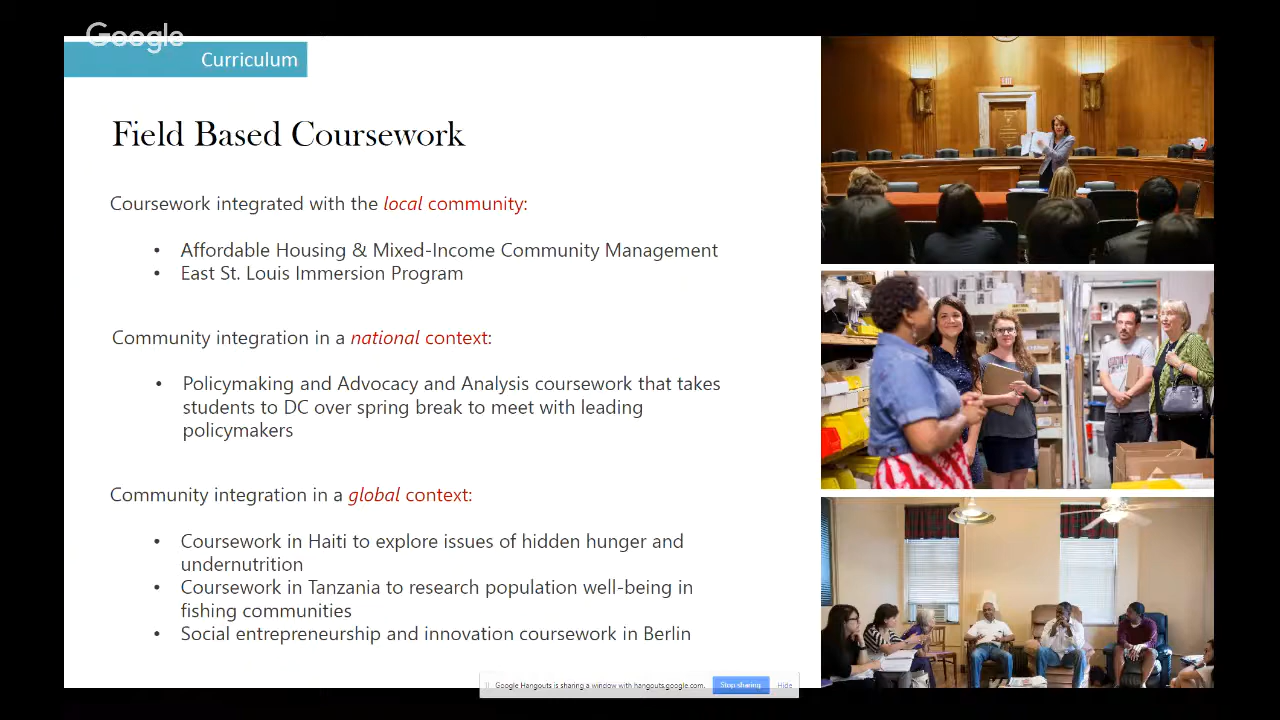 Google
Curriculum
Field Based Coursework
Coursework integrated with the local community:
• Affordable Housing & Mixed-Income Community Management
• East St. Louis Immersion Program
Community integration in a national context:
• Policymaking and Advocacy and Analysis coursework that takes
students to DC over spring break to meet with leading
policymakers
Community integration in a global context:
• Coursework in Haiti to explore issues of hidden hunger and
undernutrition
• Coursework in Tanzania to research population well-being in
fishing communities
• Social entrepreneurship and innovation coursework in Berlin
Google Hangouts is sharing a window with hangouts.google.com.
Stop sharing
Hide